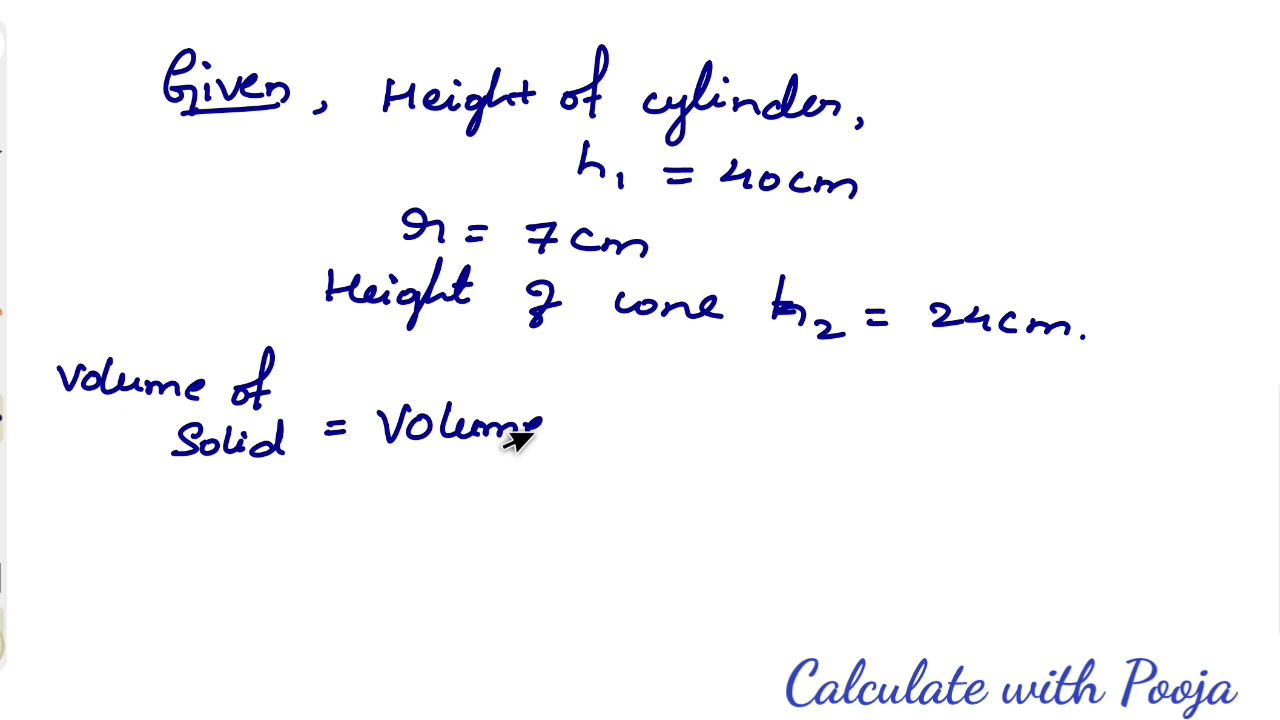 Given, Height of cylinder,
h₁ = 40cm
r = 7cm
Height of cone h₂ = 24cm.
Volume of
Solid = Volume
Calculate with Pooja